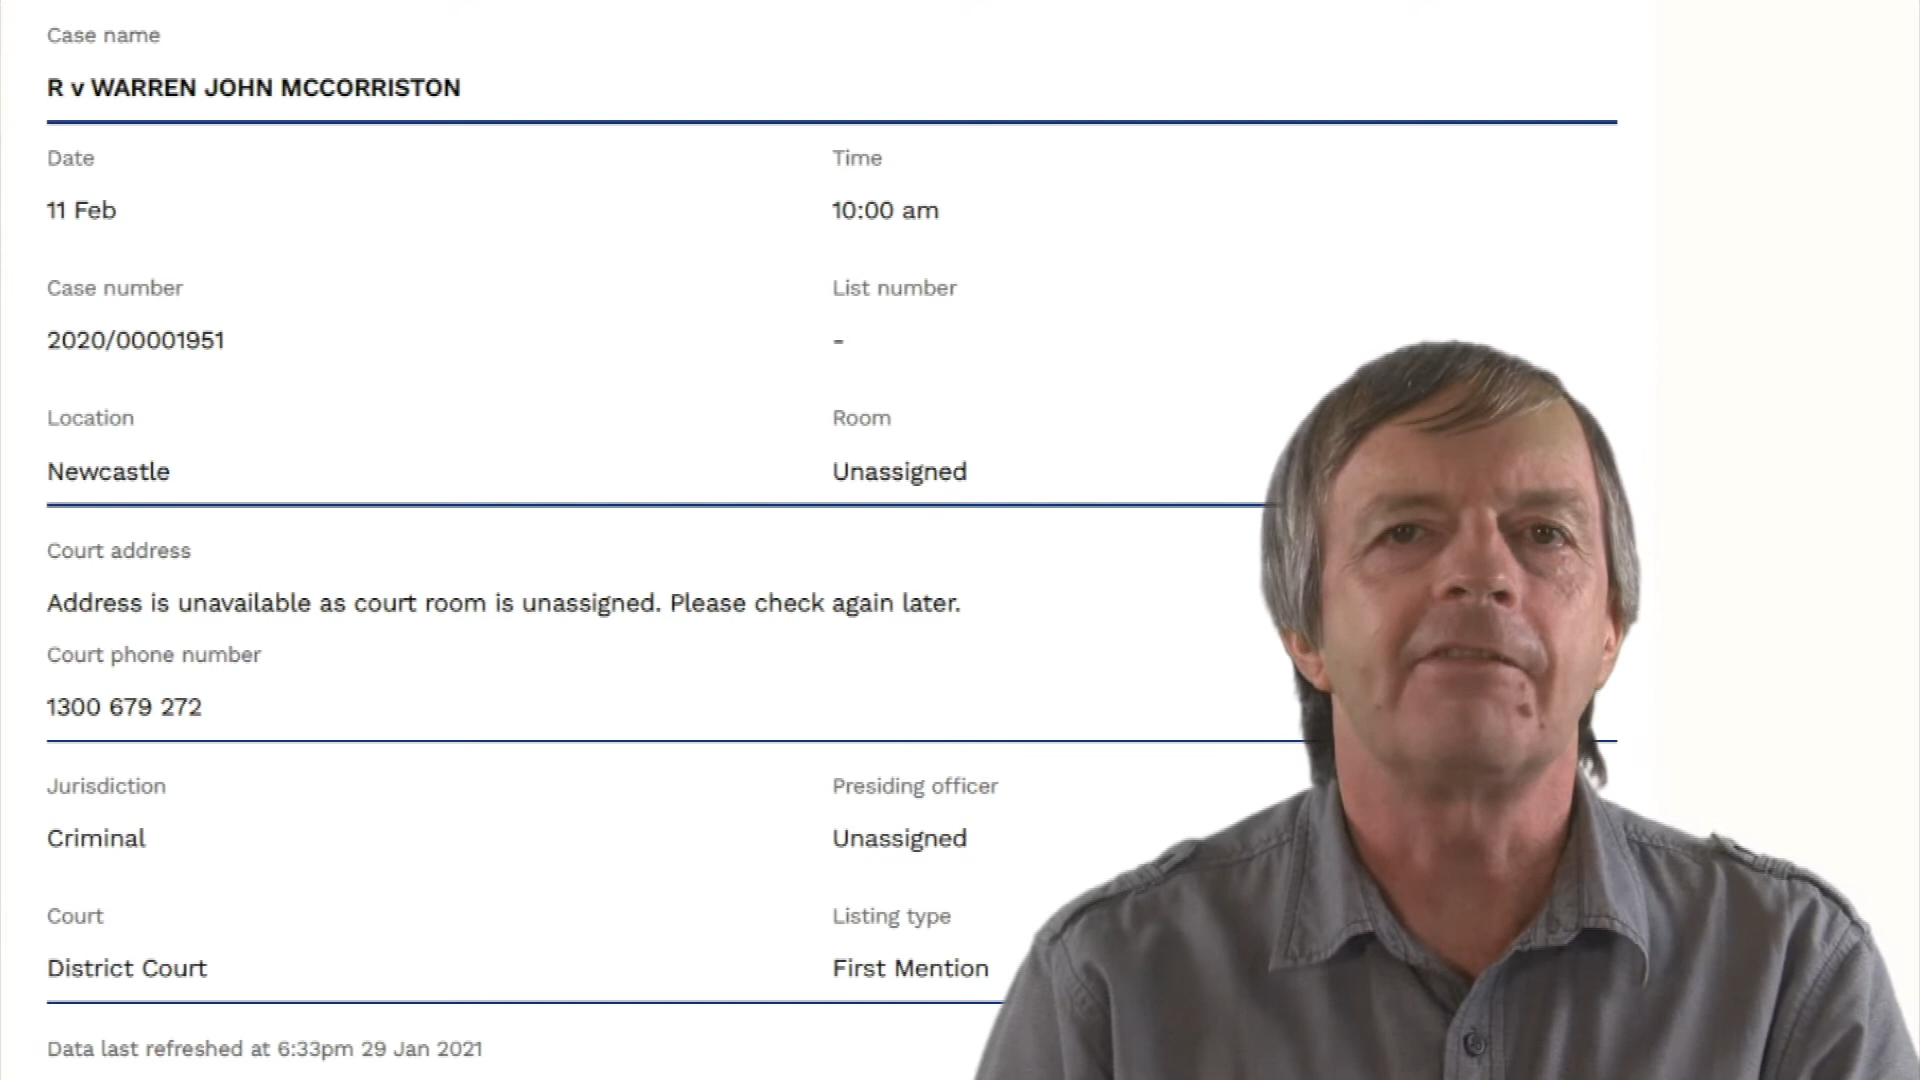 Case name
R v WARREN JOHN MCCORRISTON
Date
Time
11 Feb
10:00 am
Case number
List number
2020/00001951
-
Location
Room
Newcastle
Unassigned
Court address
Address is unavailable as court room is unassigned. Please check again later.
Court phone number
1300 679 272
Jurisdiction
Presiding officer
Criminal
Unassigned
Court
Listing type
District Court
First Mention
Data last refreshed at 6:33pm 29 Jan 2021